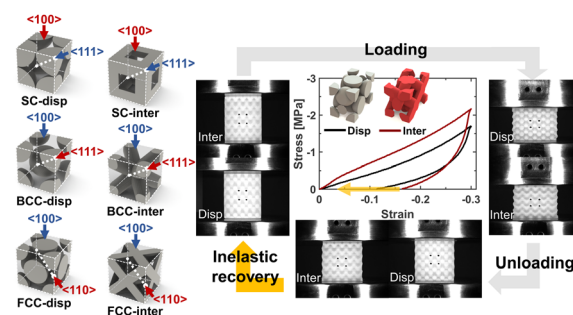 <100>
<100>
<111>
<111>
SC-disp
SC-inter
<111>
<111>
BCC-disp
BCC-inter
<100>
<100>
<110>
<110>
FCC-disp
FCC-inter
Loading
Inter
Disp
Stress [MPa]
-3
-2
-1
0
0
-0.1
-0.2
-0.3
Strain
Disp
Inter
Disp
Inter
Inter
Disp
Inelastic
recovery
Unloading